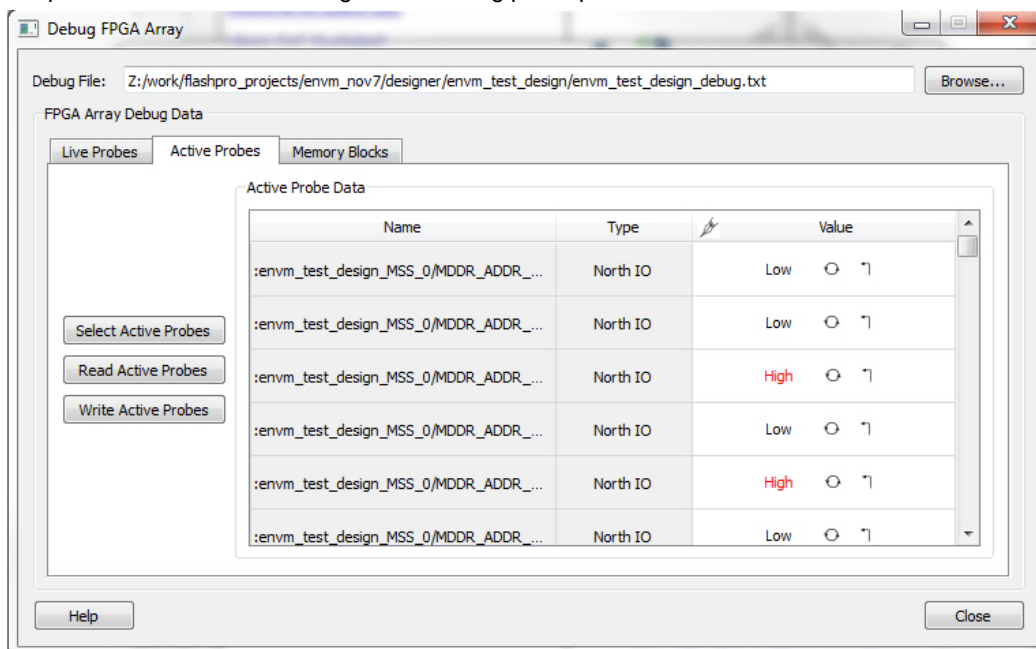 Debug FPGA Array
Debug File: Z:/work/flashpro_projects/envm_nov7/designer/envm_test_design/envm_test_design_debug.txt Browse...
FPGA Array Debug Data
Live Probes Active Probes Memory Blocks
Active Probe Data
Name Type Value
:envm_test_design_MSS_0/MDDR_ADDR_... North IO Low
:envm_test_design_MSS_0/MDDR_ADDR_... North IO Low
Select Active Probes
:envm_test_design_MSS_0/MDDR_ADDR_... North IO High
Read Active Probes
Write Active Probes
:envm_test_design_MSS_0/MDDR_ADDR_... North IO Low
:envm_test_design_MSS_0/MDDR_ADDR_... North IO High
:envm_test_design_MSS_0/MDDR_ADDR_... North IO Low
Help Close